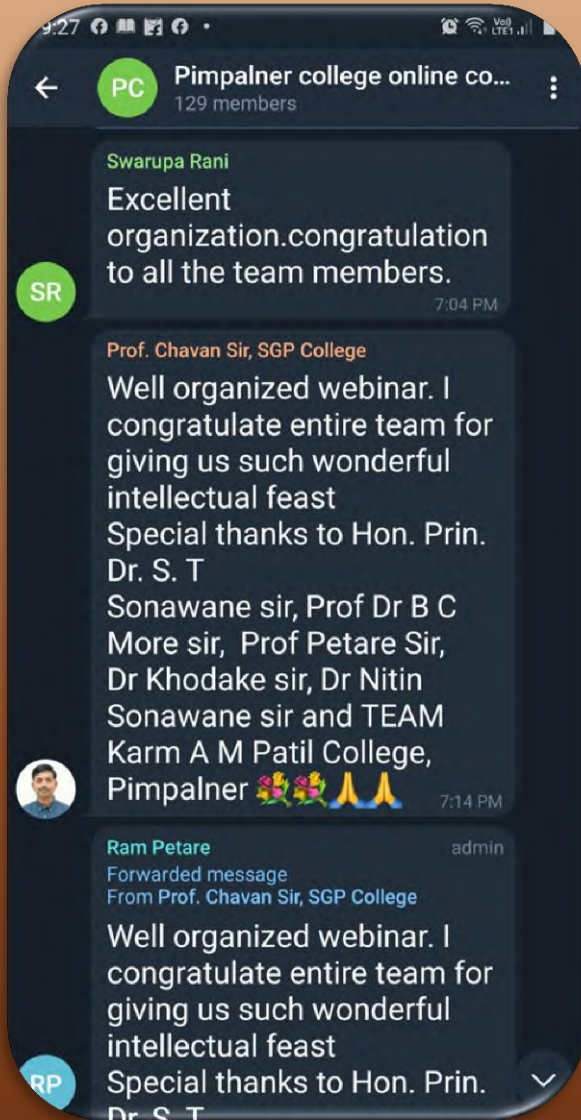 9:27
PC
Pimpalner college online co...
129 members
Swarupa Rani
Excellent
organization.congratulation
to all the team members.
SR
7:04 PM
Prof. Chavan Sir, SGP College
Well organized webinar. I
congratulate entire team for
giving us such wonderful
intellectual feast
Special thanks to Hon. Prin.
Dr. S. T
Sonawane sir, Prof Dr B C
More sir,  Prof Petare Sir,
Dr Khodake sir, Dr Nitin
Sonawane sir and TEAM
Karm A M Patil College,
Pimpalner 💐💐🙏🙏
7:14 PM
Ram Petare admin
Forwarded message
From Prof. Chavan Sir, SGP College
Well organized webinar. I
congratulate entire team for
giving us such wonderful
intellectual feast
RP
Special thanks to Hon. Prin.
Dr. S. T